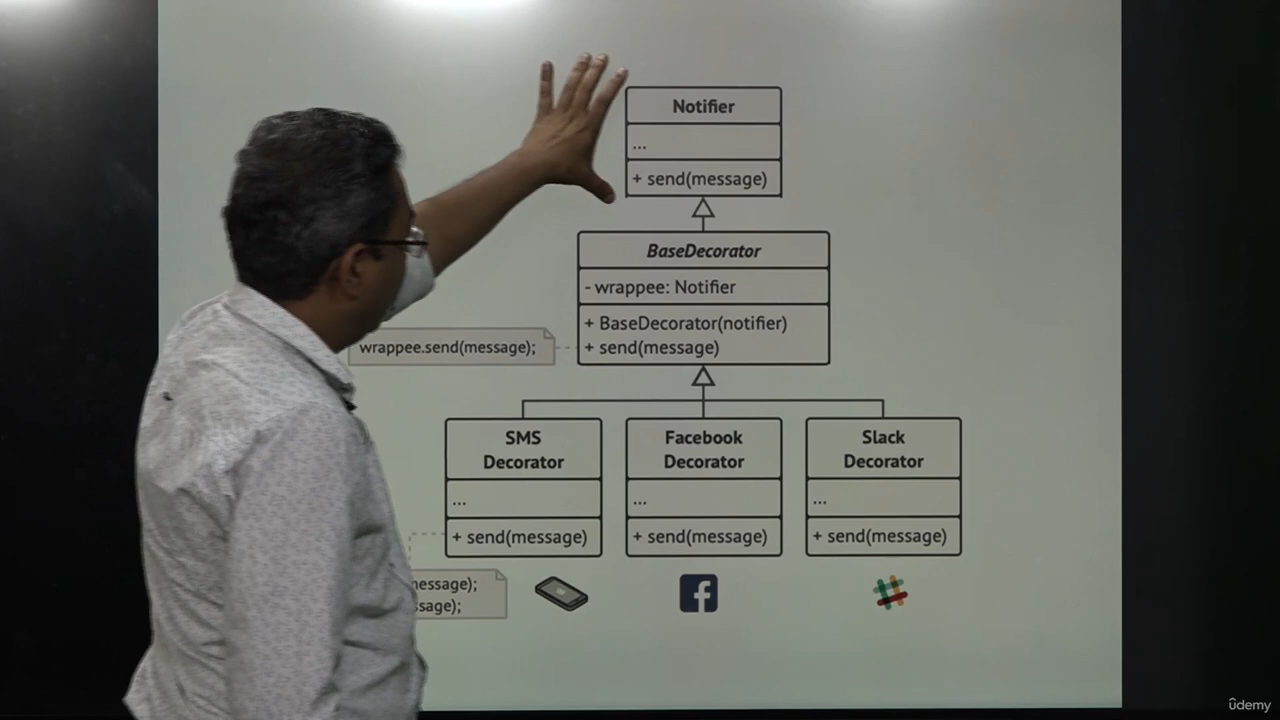 Notifier
...
+ send(message)
BaseDecorator
- wrappee: Notifier
+ BaseDecorator(notifier)
+ send(message)
wrappee.send(message);
SMS
Decorator
...
+ send(message)
Facebook
Decorator
...
+ send(message)
Slack
Decorator
...
+ send(message)
f
ûdemy